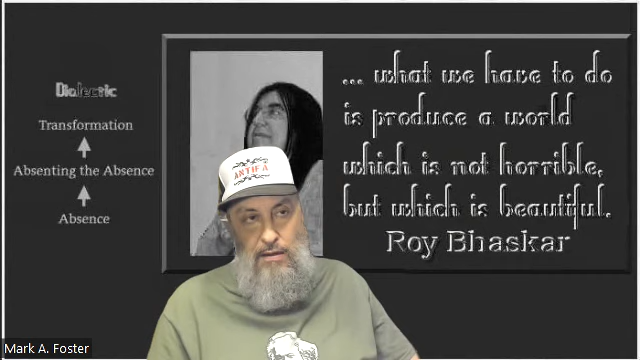 Dialectic
Transformation
Absenting the Absence
Absence
... what we have to do
is produce a world
which is not horrible,
but which is beautiful.
Roy Bhaskar
ANTIFA
Mark A. Foster